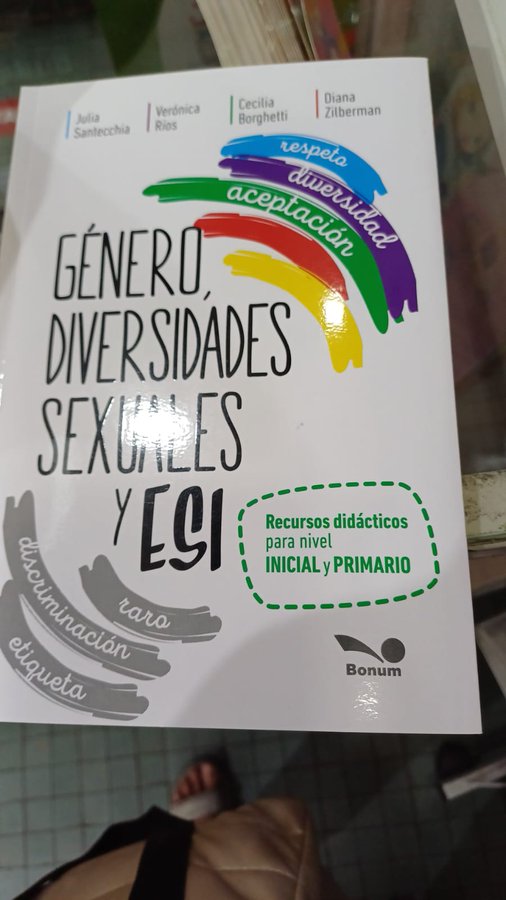 Julia
Santecchia
Verónica
Ríos
Cecilia
Borghetti
Diana
Zilberman
respeto
diversidad
aceptación
GÉNERO,
DIVERSIDADES
SEXUALES
Y ESI
Recursos didácticos
para nivel
INICIAL y PRIMARIO
raro
discriminación
etiqueta
Bonum